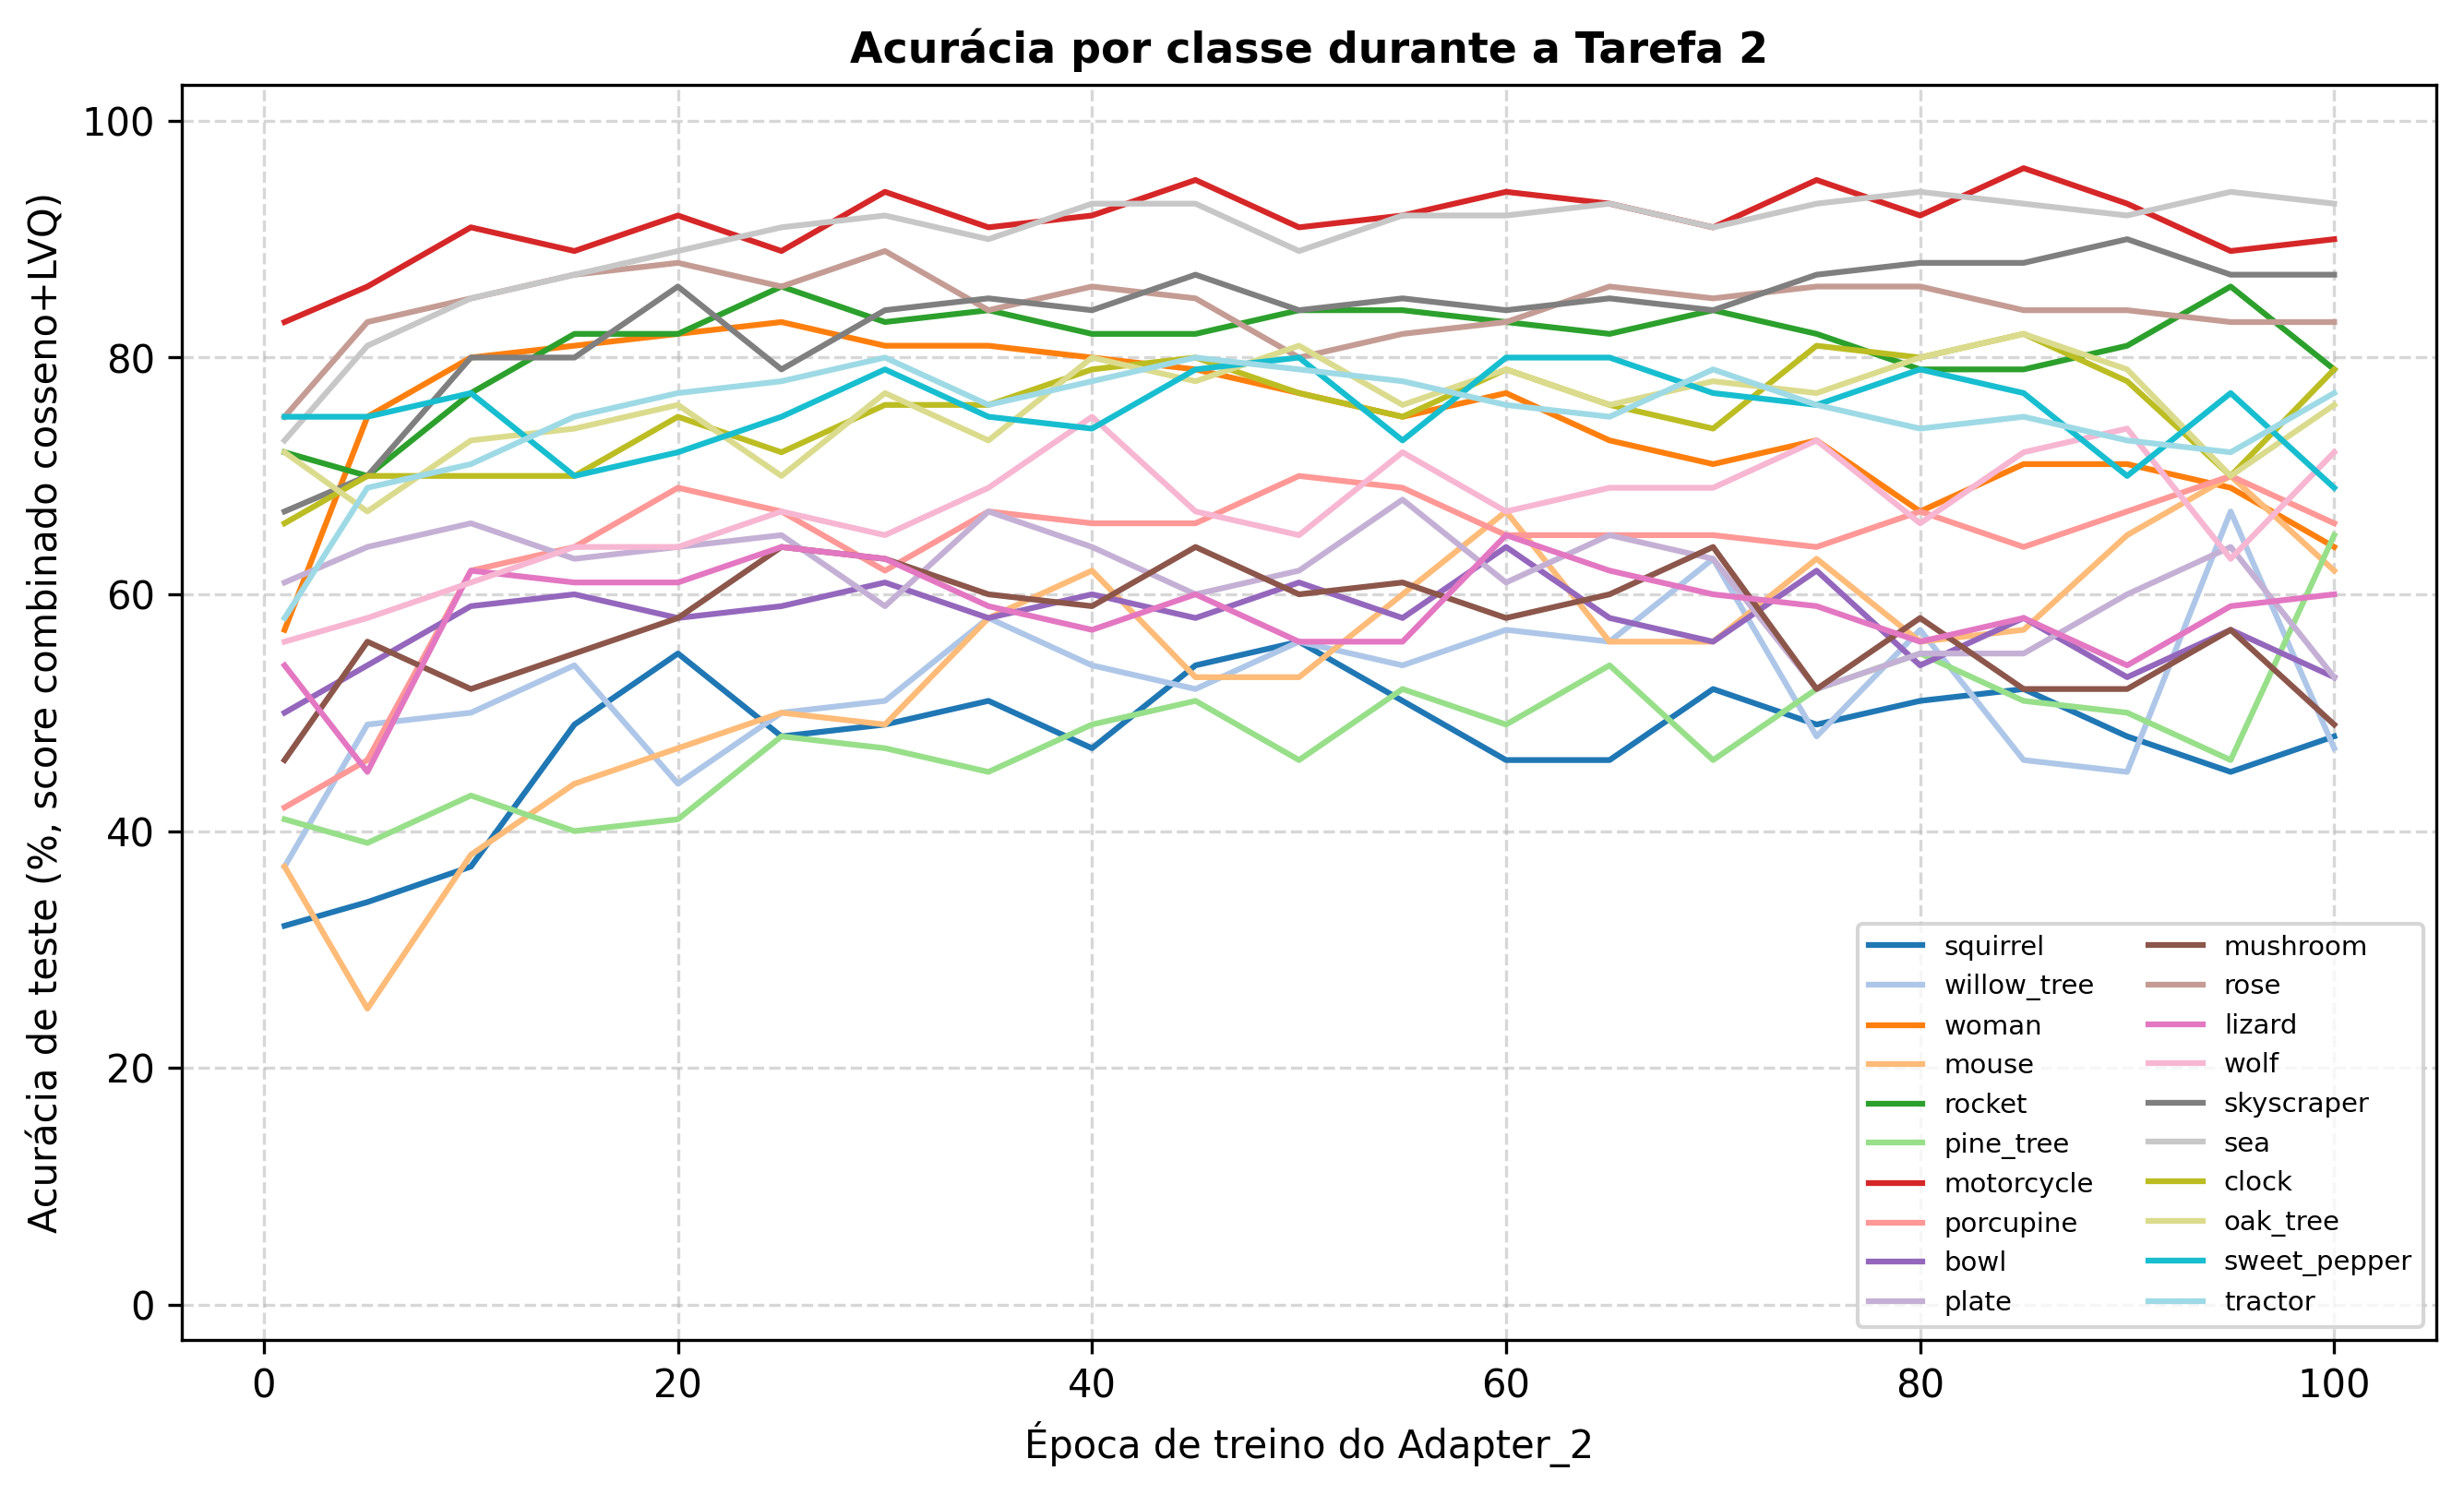 Acurácia por classe durante a Tarefa 2
Acurácia de teste (%, score combinado cosseno+LVQ)
100
80
60
40
20
0
0 20 40 60 80 100
Época de treino do Adapter_2
squirrel
willow_tree
woman
mouse
rocket
pine_tree
motorcycle
porcupine
bowl
plate
mushroom
rose
lizard
wolf
skyscraper
sea
clock
oak_tree
sweet_pepper
tractor